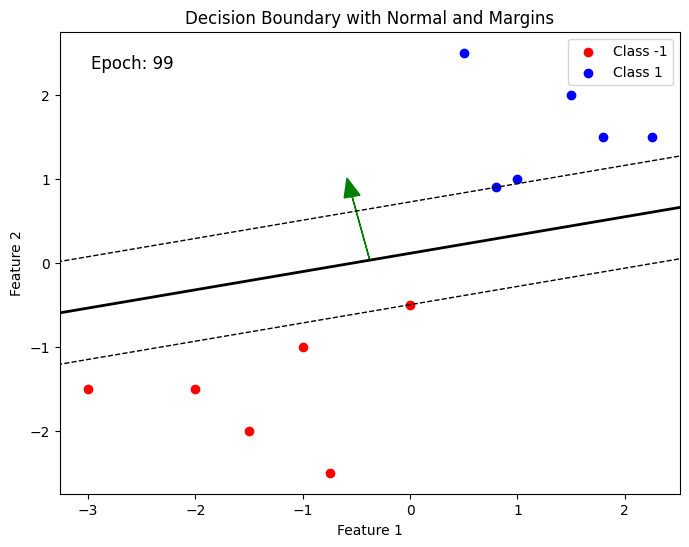 Decision Boundary with Normal and Margins
Epoch: 99
Class -1
Class 1
Feature 2
2
1
0
−1
−2
−3
−2
−1
0
1
2
Feature 1